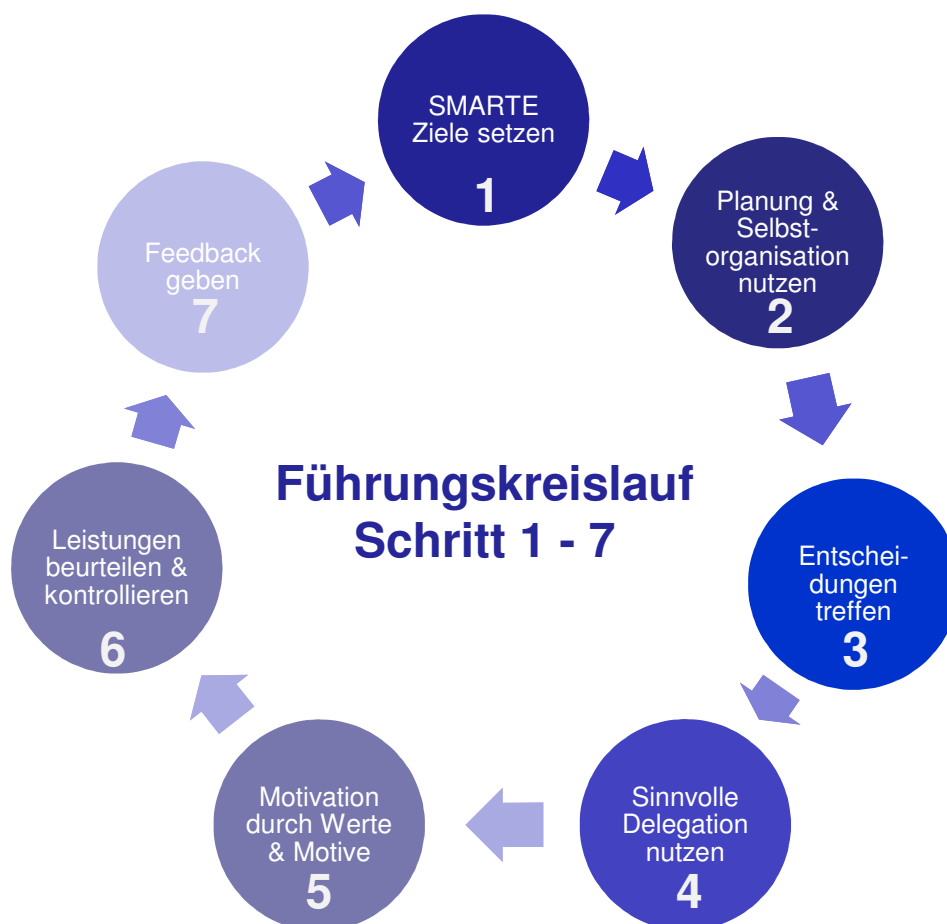 SMARTE
Ziele setzen
1
Planung &
Selbst-
organisation
nutzen
2
Entschei-
dungen
treffen
3
Sinnvolle
Delegation
nutzen
4
Motivation
durch Werte
& Motive
5
Leistungen
beurteilen &
kontrollieren
6
Feedback
geben
7
Führungskreislauf
Schritt 1 - 7